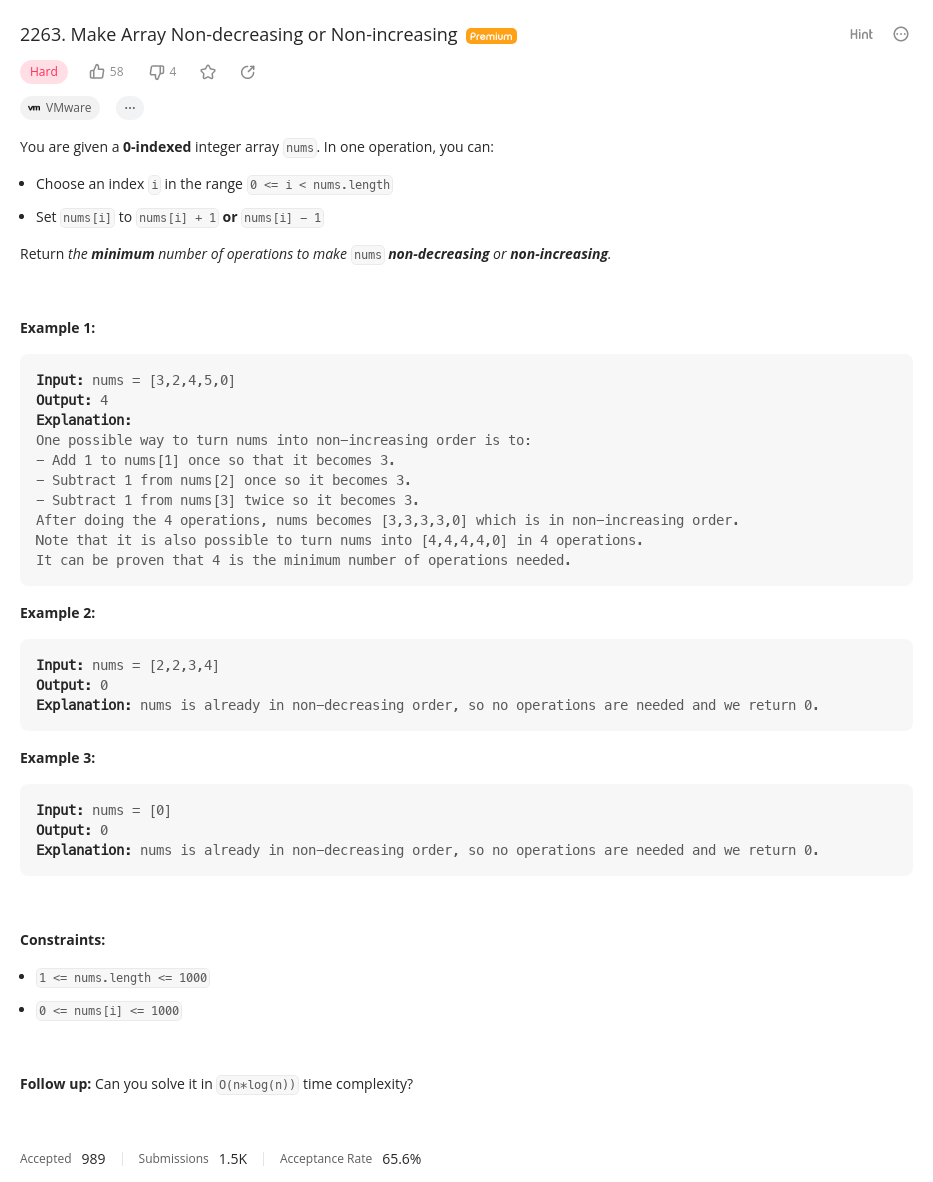 2263. Make Array Non-decreasing or Non-increasing Premium Hint
Hard 58 4
vm VMware ...
You are given a 0-indexed integer array nums. In one operation, you can:
• Choose an index i in the range 0 <= i < nums.length
• Set nums[i] to nums[i] + 1 or nums[i] − 1
Return the minimum number of operations to make nums non-decreasing or non-increasing.
Example 1:
Input: nums = [3,2,4,5,0]
Output: 4
Explanation:
One possible way to turn nums into non−increasing order is to:
− Add 1 to nums[1] once so that it becomes 3.
− Subtract 1 from nums[2] once so it becomes 3.
− Subtract 1 from nums[3] twice so it becomes 3.
After doing the 4 operations, nums becomes [3,3,3,3,0] which is in non−increasing order.
Note that it is also possible to turn nums into [4,4,4,4,0] in 4 operations.
It can be proven that 4 is the minimum number of operations needed.
Example 2:
Input: nums = [2,2,3,4]
Output: 0
Explanation: nums is already in non−decreasing order, so no operations are needed and we return 0.
Example 3:
Input: nums = [0]
Output: 0
Explanation: nums is already in non−decreasing order, so no operations are needed and we return 0.
Constraints:
• 1 <= nums.length <= 1000
• 0 <= nums[i] <= 1000
Follow up: Can you solve it in O(n*log(n)) time complexity?
Accepted 989 Submissions 1.5K Acceptance Rate 65.6%